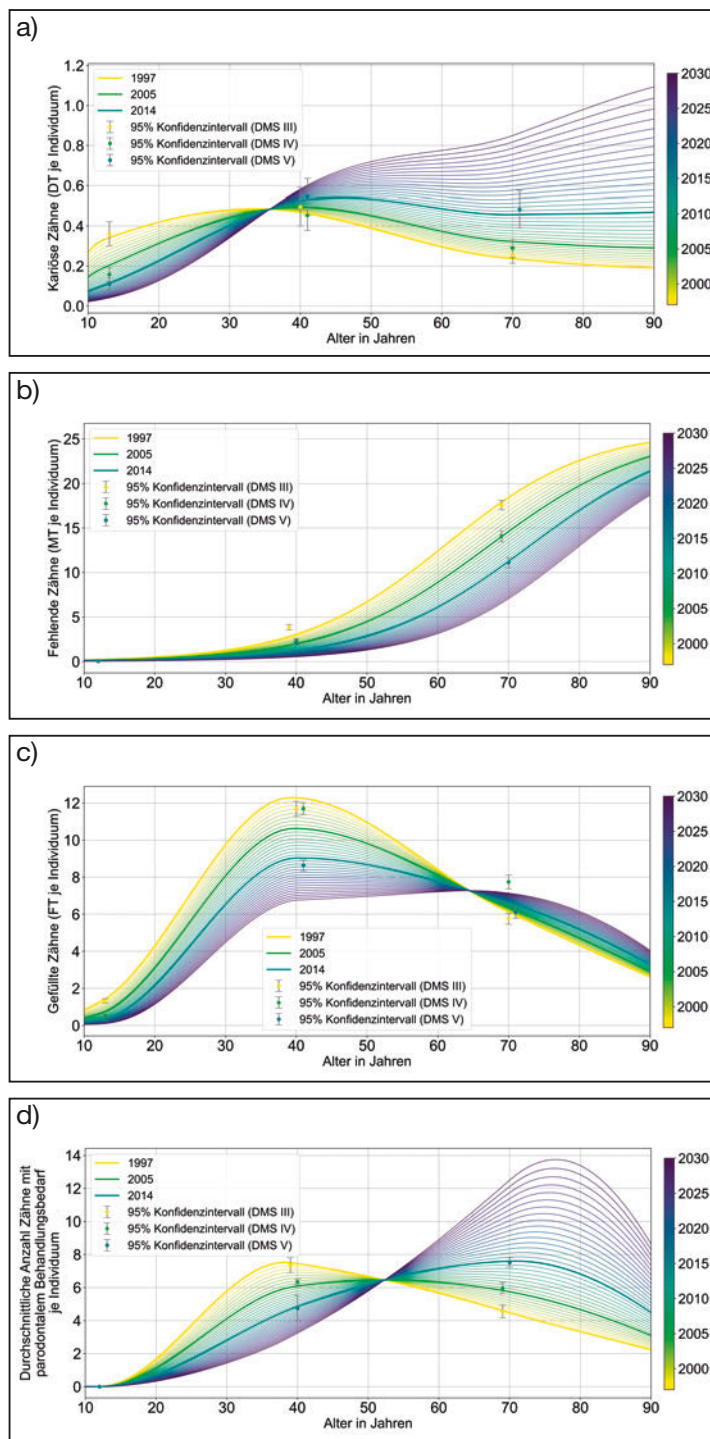 a)
Kariöse Zähne (DT je Individuum)
1.2
1.0
0.8
0.6
0.4
0.2
0.0
1997
2005
2014
95% Konfidenzintervall (DMS III)
95% Konfidenzintervall (DMS IV)
95% Konfidenzintervall (DMS V)
10 20 30 40 50 60 70 80 90
Alter in Jahren
2030
2025
2020
2015
2010
2005
2000
b)
Fehlende Zähne (MT je Individuum)
25
20
15
10
5
0
1997
2005
2014
95% Konfidenzintervall (DMS III)
95% Konfidenzintervall (DMS IV)
95% Konfidenzintervall (DMS V)
10 20 30 40 50 60 70 80 90
Alter in Jahren
2030
2025
2020
2015
2010
2005
2000
c)
Gefüllte Zähne (FT je Individuum)
12
10
8
6
4
2
0
1997
2005
2014
95% Konfidenzintervall (DMS III)
95% Konfidenzintervall (DMS IV)
95% Konfidenzintervall (DMS V)
10 20 30 40 50 60 70 80 90
Alter in Jahren
2030
2025
2020
2015
2010
2005
2000
d)
Durchschnittliche Anzahl Zähne mit
parodontalem Behandlungsbedarf
je Individuum
14
12
10
8
6
4
2
0
1997
2005
2014
95% Konfidenzintervall (DMS III)
95% Konfidenzintervall (DMS IV)
95% Konfidenzintervall (DMS V)
10 20 30 40 50 60 70 80 90
Alter in Jahren
2030
2025
2020
2015
2010
2005
2000